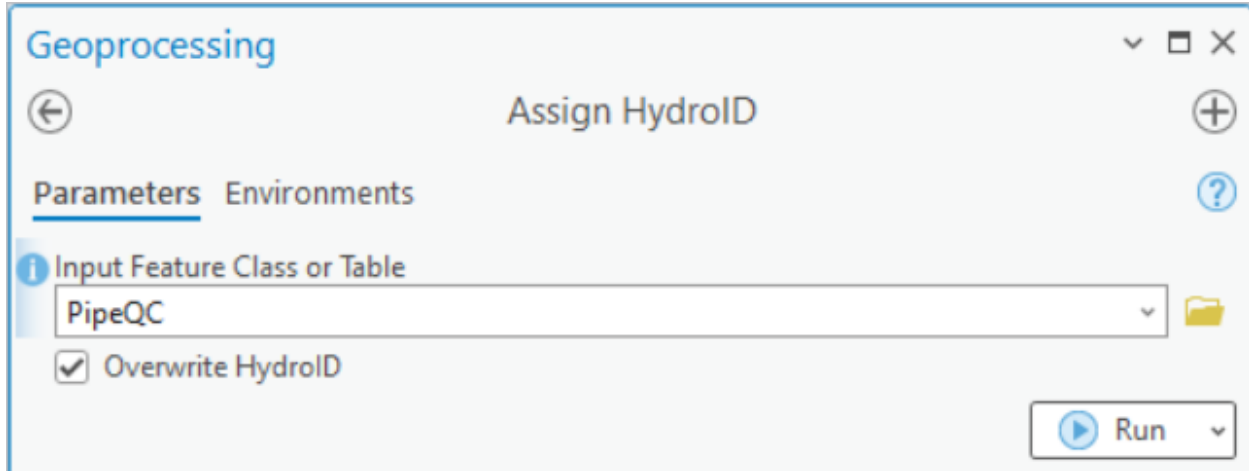 Geoprocessing
Assign HydroID
Parameters Environments
Input Feature Class or Table
PipeQC
Overwrite HydroID
Run